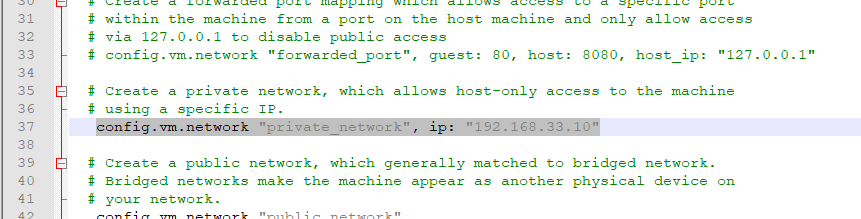 30 # Create a forwarded port mapping which allows access to a specific port
31 # within the machine from a port on the host machine and only allow access
32 # via 127.0.0.1 to disable public access
33 # config.vm.network "forwarded_port", guest: 80, host: 8080, host_ip: "127.0.0.1"
34
35 # Create a private network, which allows host-only access to the machine
36 # using a specific IP.
37 config.vm.network "private_network", ip: "192.168.33.10"
38
39 # Create a public network, which generally matched to bridged network.
40 # Bridged networks make the machine appear as another physical device on
41 # your network.
42 config.vm.network "public_network"